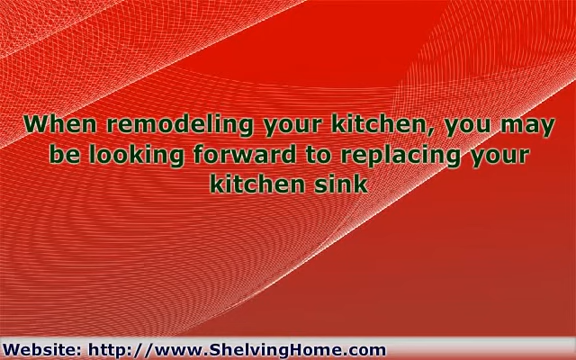 When remodeling your kitchen, you may
be looking forward to replacing your
kitchen sink
Website: http://www.ShelvingHome.com